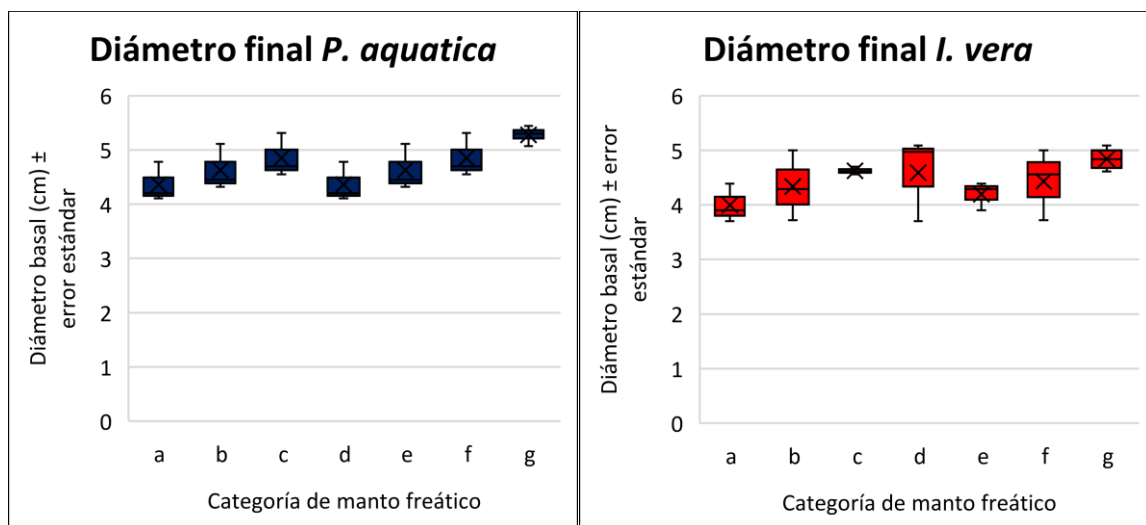 Diámetro final P. aquatica
Diámetro basal (cm) ±
error estándar
6
5
4
3
2
1
0
a b c d e f g
Categoría de manto freático
Diámetro final I. vera
Diámetro basal (cm) ± error
estándar
6
5
4
3
2
1
0
a b c d e f g
Categoría de manto freático